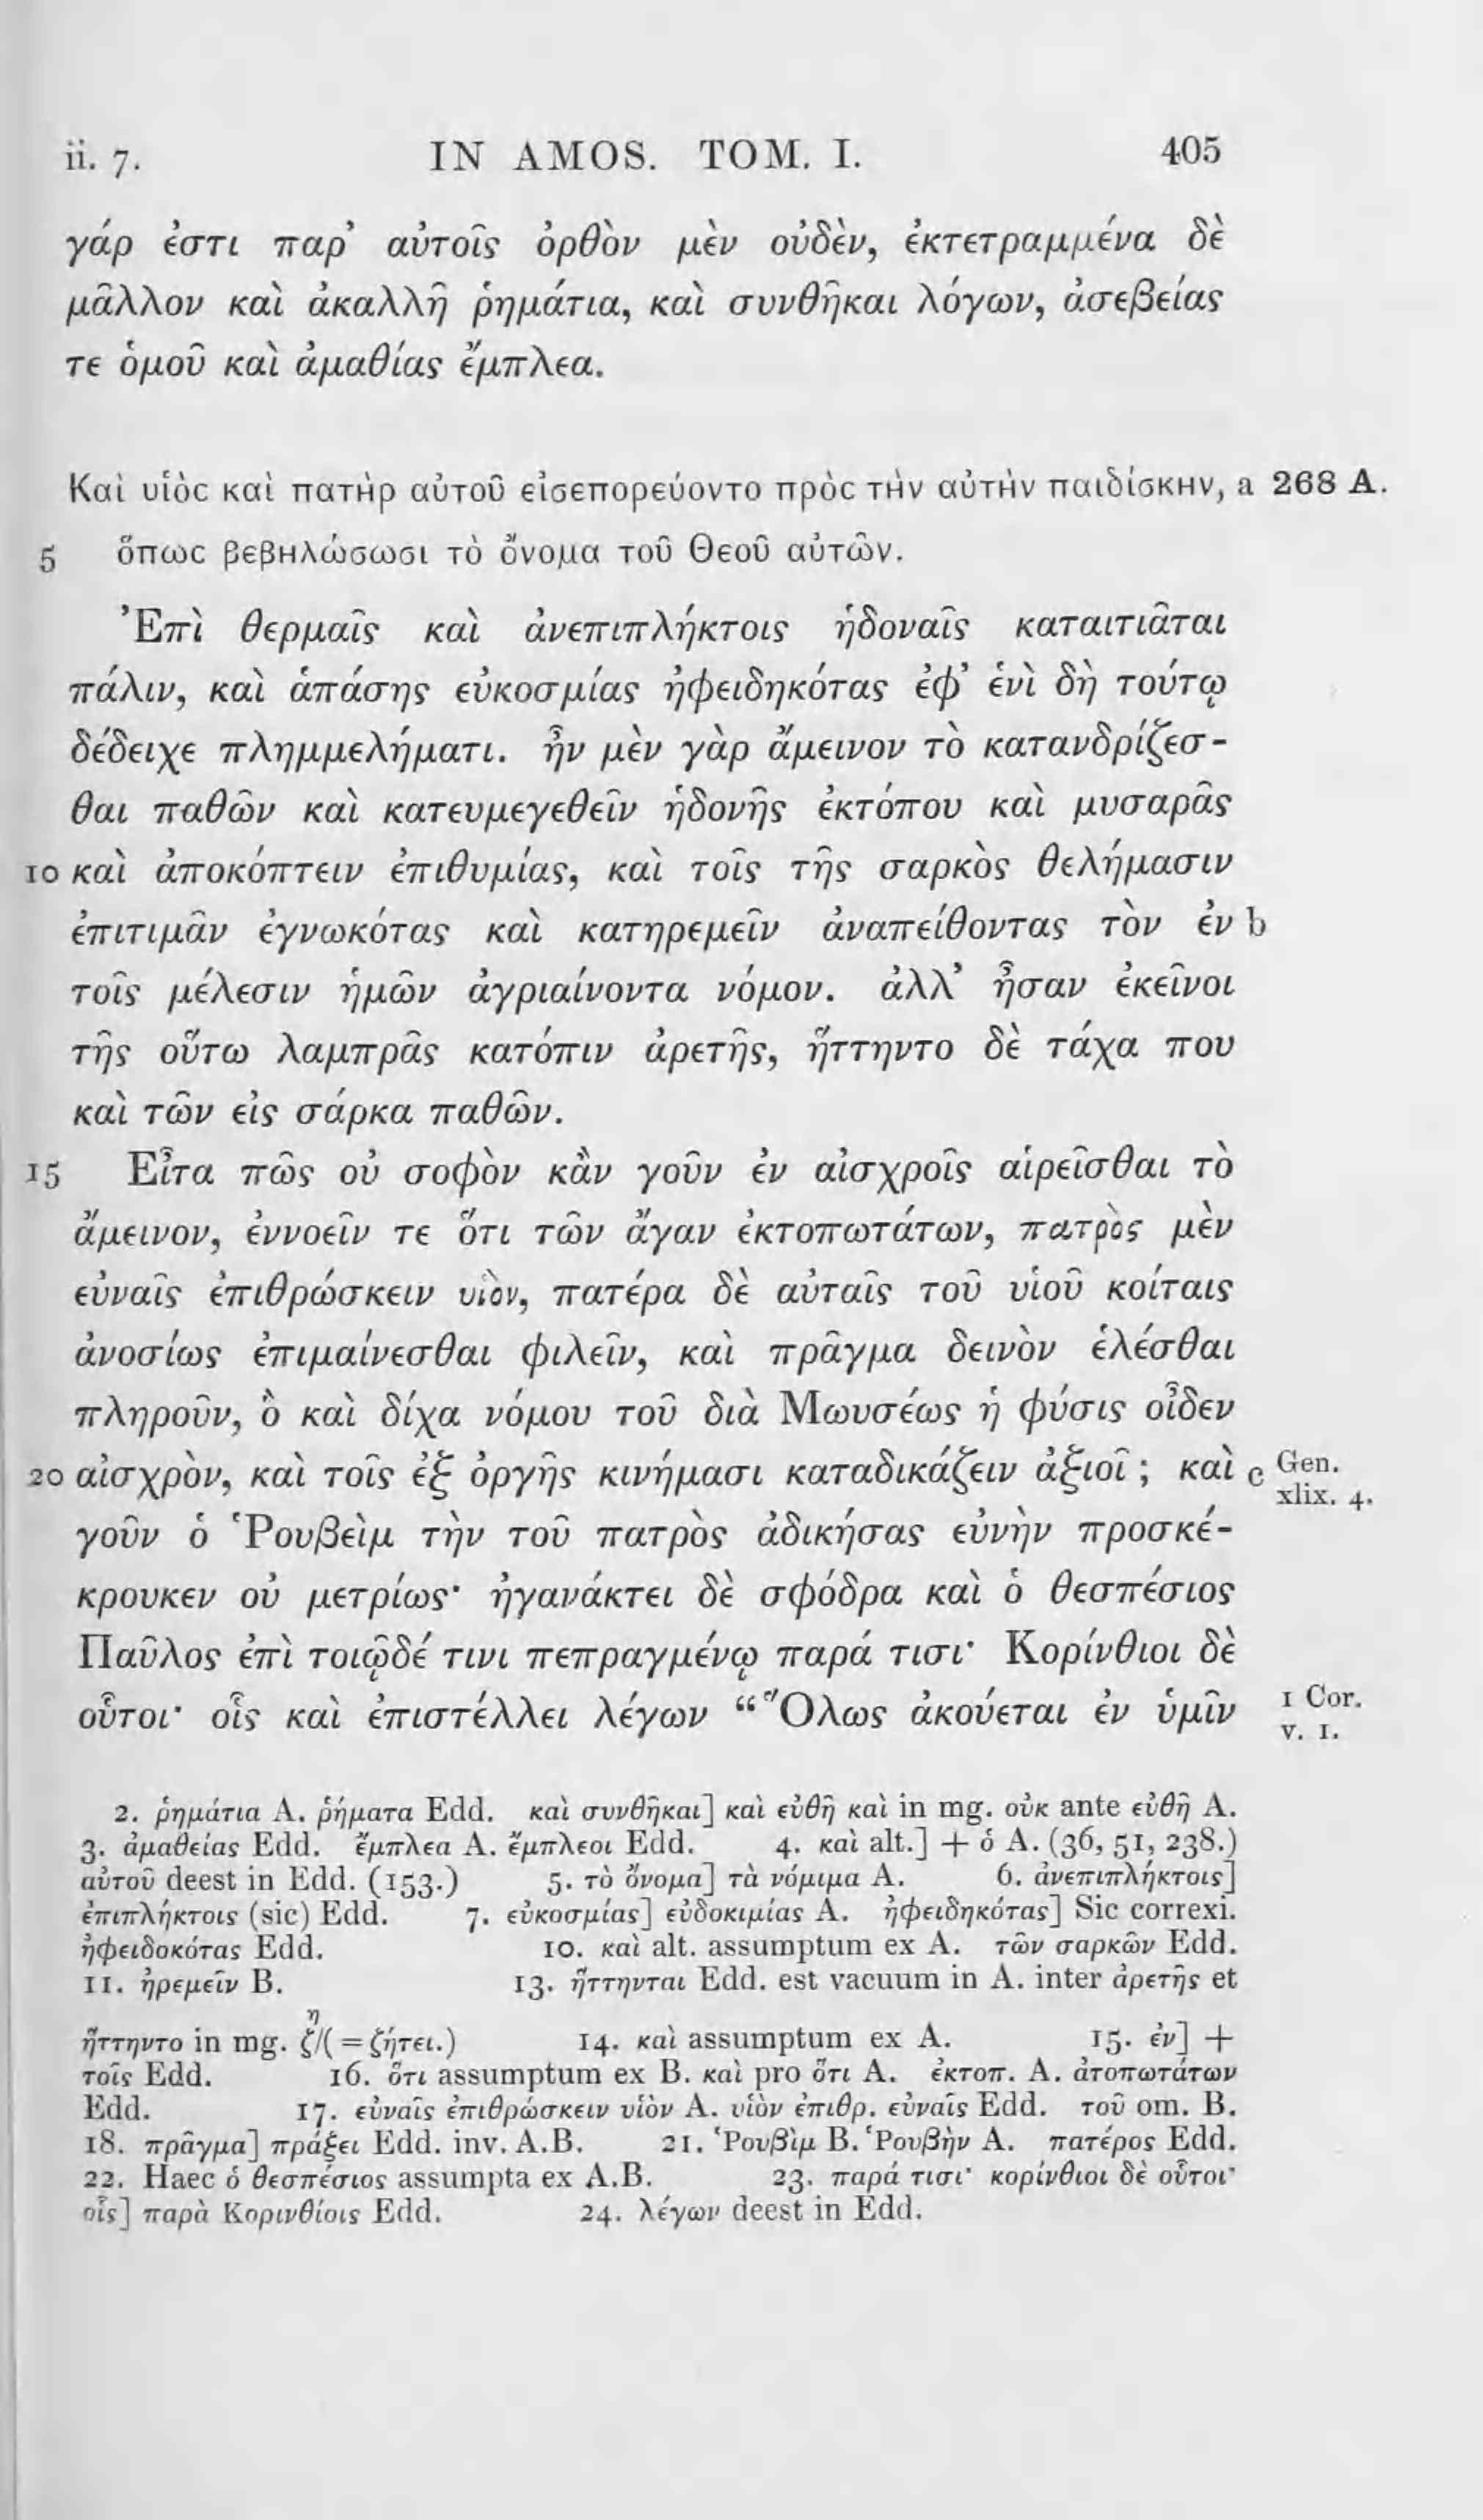 ii. 7. IN AMOS. TOM. I. 405
γάρ ἐστι παρ’ αὐτοῖς ὀρθὸν μὲν οὐδὲν, ἐκτετραμμένα δὲ
μᾶλλον καὶ ἀκαλλῆ ῥημάτια, καὶ συνθῆκαι λόγων, ἀσεβείας
τε ὁμοῦ καὶ ἀμαθίας ἔμπλεα.
Καὶ υἱὸς καὶ πατὴρ αὐτοῦ εἰσεπορεύοντο πρὸς τὴν αὐτὴν παιδίσκην, a 268 A.
5 ὅπως βεβηλώσωσι τὸ ὄνομα τοῦ Θεοῦ αὐτῶν.
Ἐπὶ θερμαῖς καὶ ἀνεπιπλήκτοις ἡδοναῖς καταιτιᾶται
πάλιν, καὶ ἁπάσης εὐκοσμίας ἠφειδηκότας ἐφ’ ἑνὶ δὴ τούτῳ
δέδειχε πλημμελήματι. ἦν μὲν γὰρ ἄμεινον τὸ κατανδρίζεσ-
θαι παθῶν καὶ κατευμεγεθεῖν ἡδονῆς ἐκτόπου καὶ μυσαρᾶς
10 καὶ ἀποκόπτειν ἐπιθυμίας, καὶ τοῖς τῆς σαρκὸς θελήμασιν
ἐπιτιμᾶν ἐγνωκότας καὶ κατηρεμεῖν ἀναπείθοντας τὸν ἐν b
τοῖς μέλεσιν ἡμῶν ἀγριαίνοντα νόμον. ἀλλ’ ἦσαν ἐκεῖνοι
τῆς οὕτω λαμπρᾶς κατόπιν ἀρετῆς, ἥττηντο δὲ τάχα που
καὶ τῶν εἰς σάρκα παθῶν.
15 Εἶτα πῶς οὐ σοφὸν κἂν γοῦν ἐν αἰσχροῖς αἱρεῖσθαι τὸ
ἄμεινον, ἐννοεῖν τε ὅτι τῶν ἄγαν ἐκτοπωτάτων, πατρὸς μὲν
εὐναῖς ἐπιθρώσκειν υἱὸν, πατέρα δὲ αὐταῖς τοῦ υἱοῦ κοίταις
ἀνοσίως ἐπιμαίνεσθαι φιλεῖν, καὶ πρᾶγμα δεινὸν ἑλέσθαι
πληροῦν, ὃ καὶ δίχα νόμου τοῦ διὰ Μωυσέως ἡ φύσις οἶδεν
20 αἰσχρὸν, καὶ τοῖς ἐξ ὀργῆς κινήμασι καταδικάζειν ἀξιοῖ ; καὶ c Gen. xlix. 4.
γοῦν ὁ Ῥουβεὶμ τὴν τοῦ πατρὸς ἀδικήσας εὐνὴν προσκέ-
κρουκεν οὐ μετρίως· ἠγανάκτει δὲ σφόδρα καὶ ὁ θεσπέσιος
Παῦλος ἐπὶ τοιῷδέ τινι πεπραγμένῳ παρά τισι· Κορίνθιοι δὲ
οὗτοι· οἷς καὶ ἐπιστέλλει λέγων “Ὅλως ἀκούεται ἐν ὑμῖν 1 Cor. v. 1.
2. ῥημάτια A. ῥήματα Edd. καὶ συνθῆκαι] καὶ εὐθῆ καὶ in mg. οὐκ ante εὐθῆ A.
3. ἀμαθείας Edd. ἔμπλεα A. ἔμπλεοι Edd. 4. καὶ alt.] + ὁ A. (36, 51, 238.)
αὐτοῦ deest in Edd. (153.) 5. τὸ ὄνομα] τὰ νόμιμα A. 6. ἀνεπιπλήκτοις]
ἐπιπλήκτοις (sic) Edd. 7. εὐκοσμίας] εὐδοκιμίας A. ἠφειδηκότας] Sic correxi.
ἠφειδοκότας Edd. 10. καὶ alt. assumptum ex A. τῶν σαρκῶν Edd.
11. ἠρεμεῖν B. 13. ἥττηνται Edd. est vacuum in A. inter ἀρετῆς et
ἥττηντο in mg. ζη/( = ζήτει.) 14. καὶ assumptum ex A. 15. ἐν] +
τοῖς Edd. 16. ὅτι assumptum ex B. καὶ pro ὅτι A. ἐκτοπ. A. ἀτοπωτάτων
Edd. 17. εὐναῖς ἐπιθρώσκειν υἱὸν A. υἱὸν ἐπιθρ. εὐναῖς Edd. τοῦ om. B.
18. πρᾶγμα] πράξει Edd. inv. A.B. 21. Ῥουβὶμ B. Ῥουβὴν A. πατέρος Edd.
22. Haec ὁ θεσπέσιος assumpta ex A.B. 23. παρά τισι· κορίνθιοι δὲ οὗτοι·
οἷς] παρὰ Κορινθίοις Edd. 24. λέγων deest in Edd.